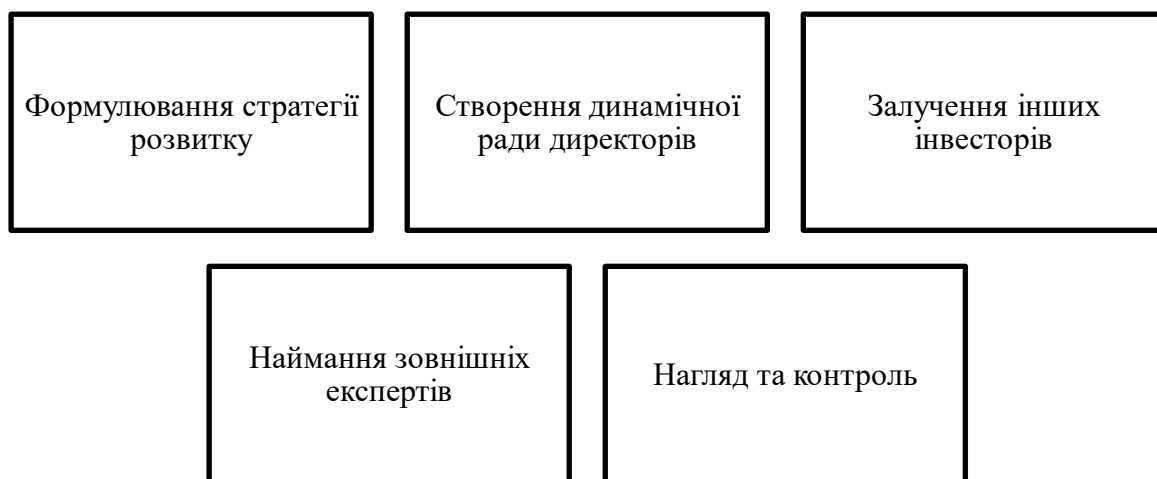 Формулювання стратегії
розвитку
Створення динамічної
ради директорів
Залучення інших
інвесторів
Наймання зовнішніх
експертів
Нагляд та контроль